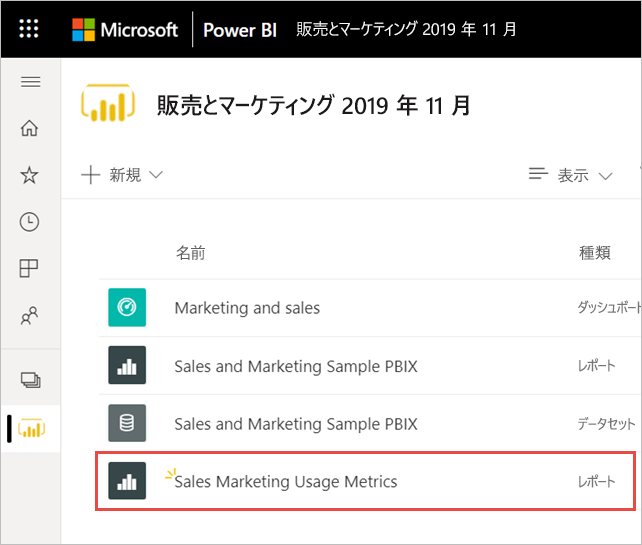 Microsoft Power BI 販売とマーケティング 2019 年 11 月
販売とマーケティング 2019 年 11 月
新規 表示
名前 種類
Marketing and sales ダッシュボート
Sales and Marketing Sample PBIX レポート
Sales and Marketing Sample PBIX データセット
Sales Marketing Usage Metrics レポート